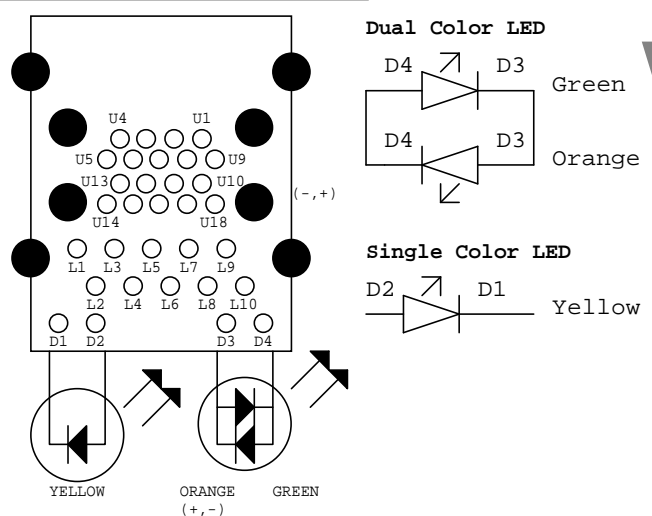 U4 U1
U5 U9
U13 U10
U14 U18
(-,+)
L1 L3 L5 L7 L9
L2 L4 L6 L8 L10
D1 D2 D3 D4
YELLOW ORANGE GREEN
(+,-)
Dual Color LED
D4 D3 Green
D4 D3 Orange
Single Color LED
D2 D1 Yellow